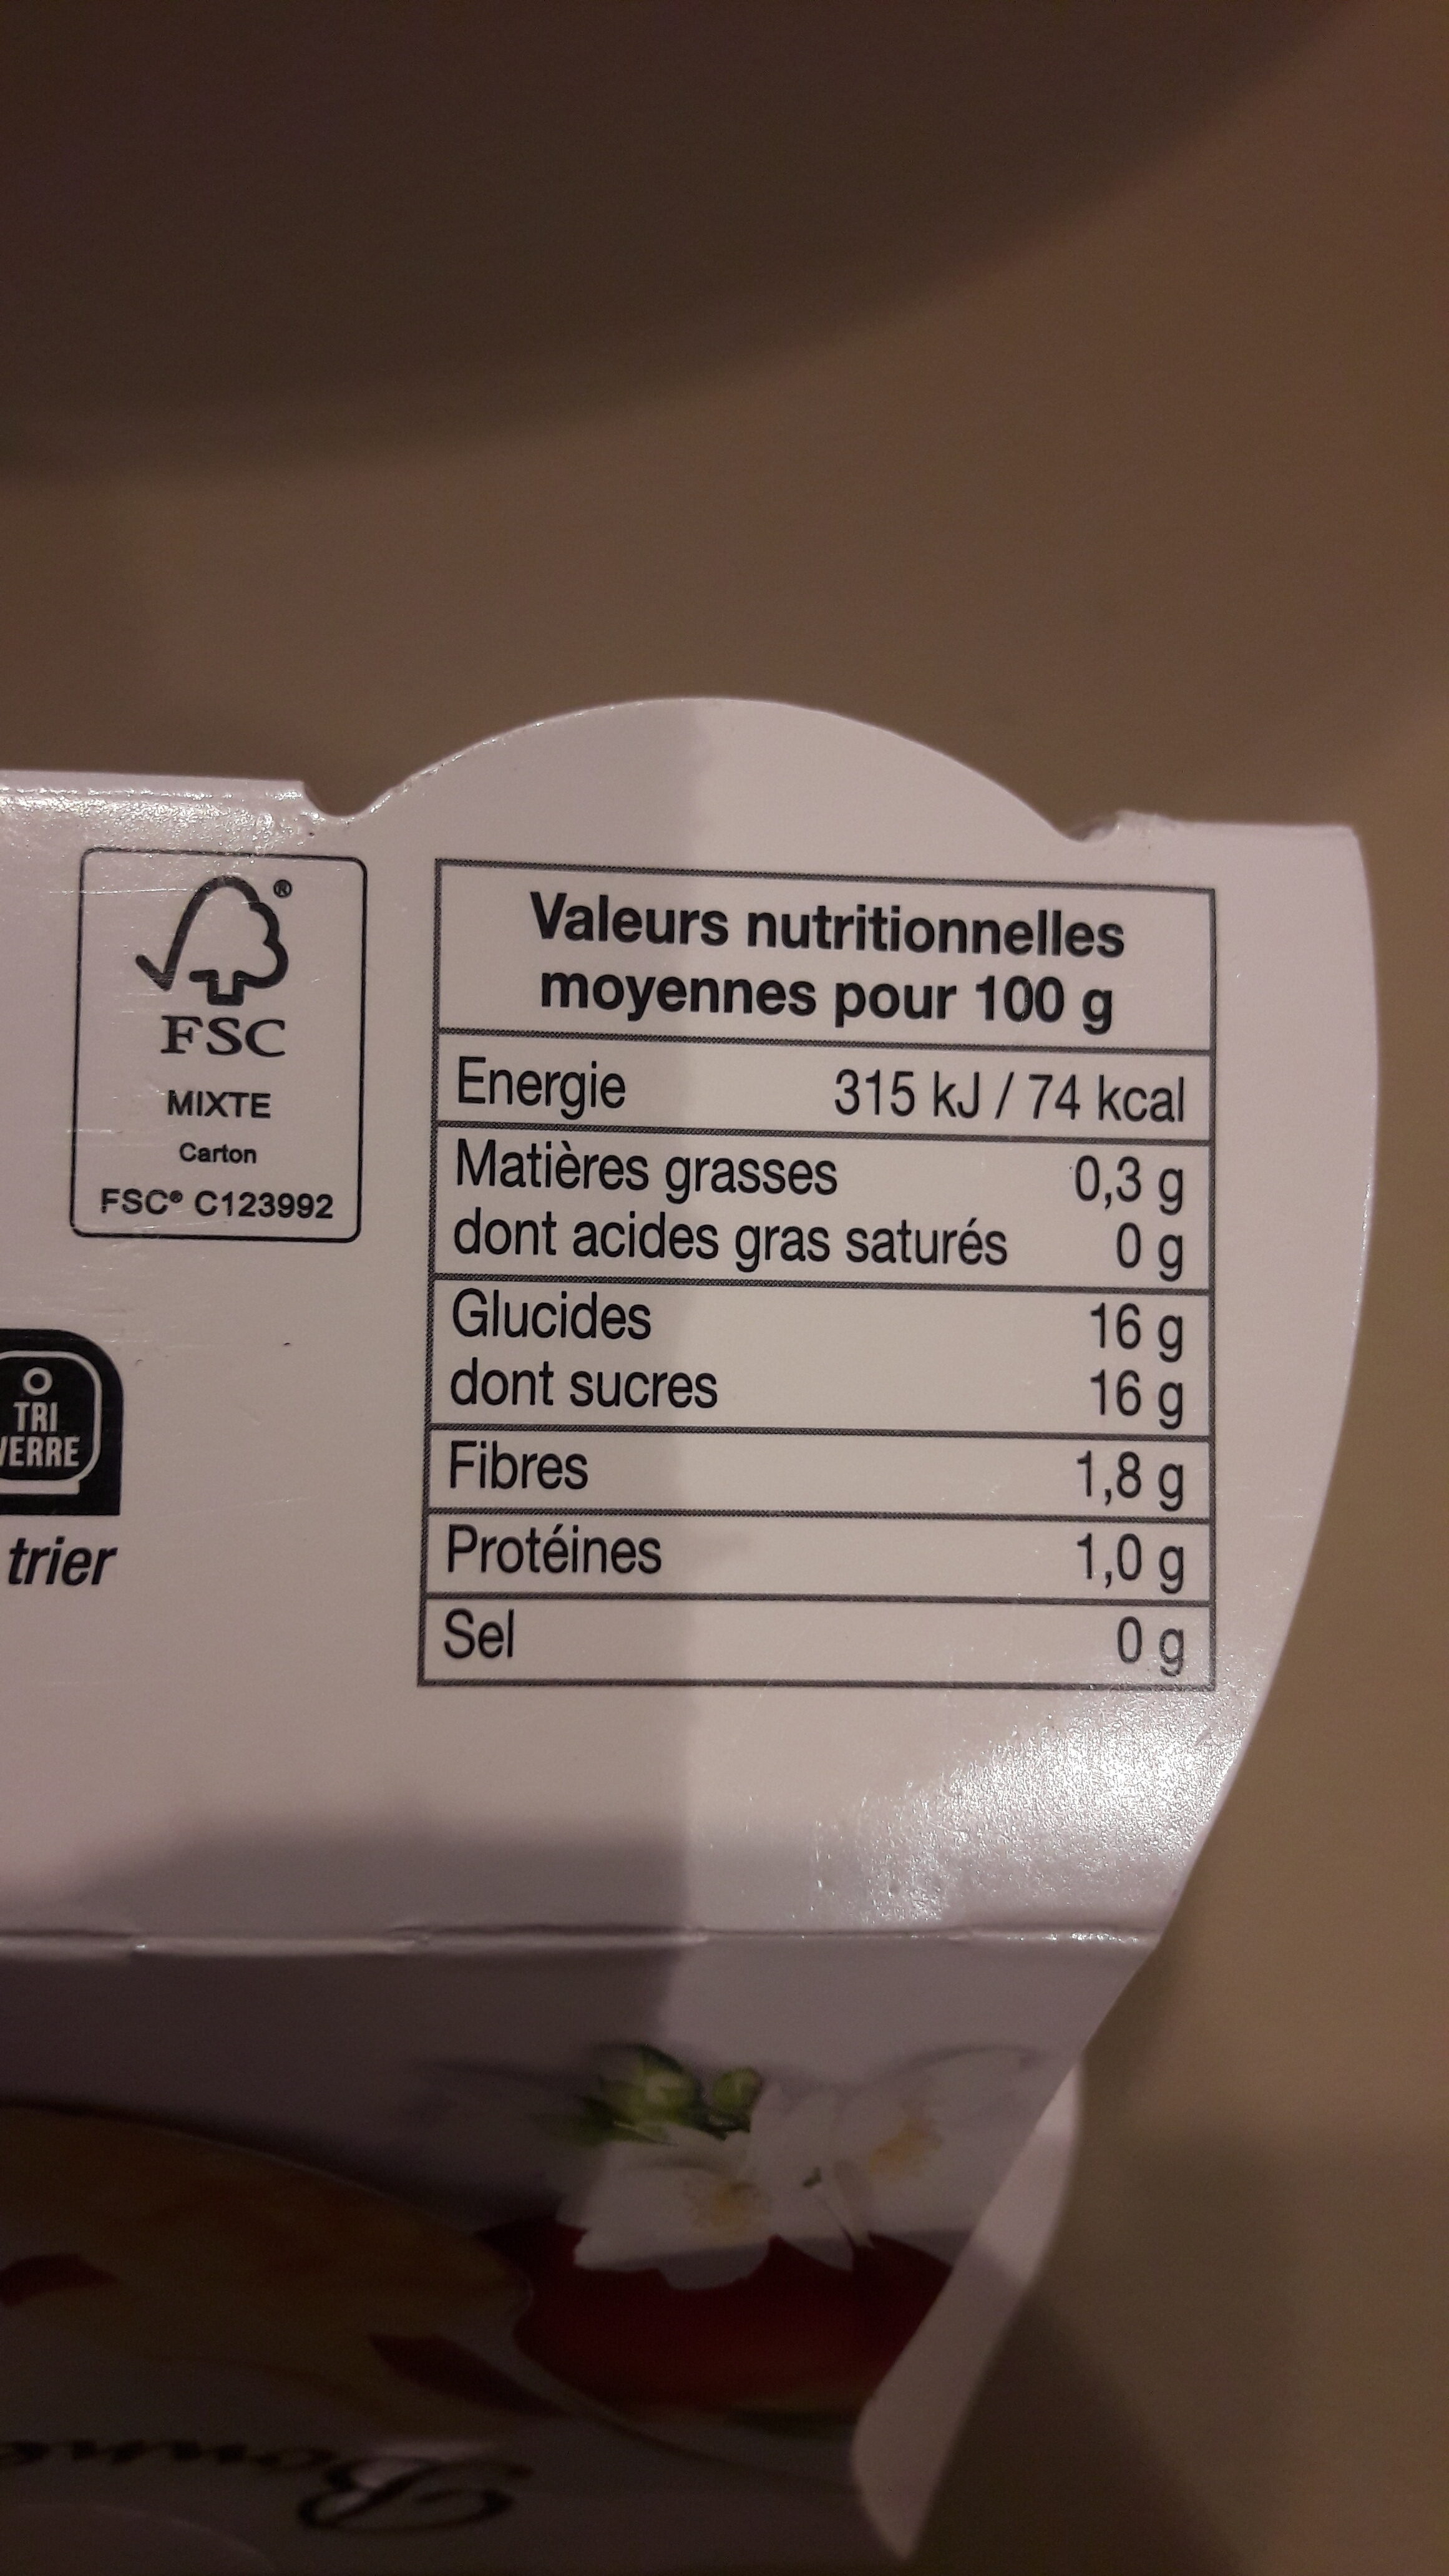 ®
FSC
MIXTE
Carton
FSC® C123992
TRI
VERRE
trier
Valeurs nutritionnelles
moyennes pour 100 g
Energie 315 kJ / 74 kcal
Matières grasses 0,3 g
dont acides gras saturés 0 g
Glucides 16 g
dont sucres 16 g
Fibres 1,8 g
Protéines 1,0 g
Sel 0 g